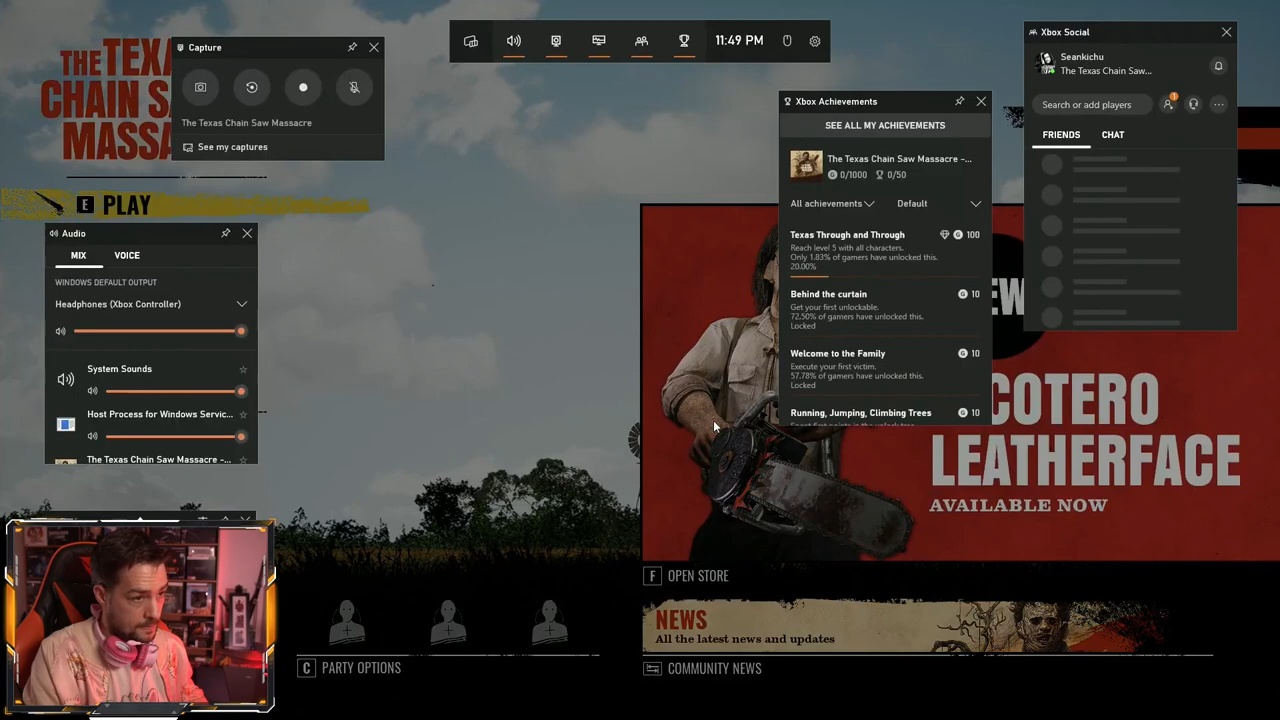 THE TEXA
CHAIN S
MASSA
E PLAY
Capture
The Texas Chain Saw Massacre
See my captures
11:49 PM
Audio
MIX VOICE
WINDOWS DEFAULT OUTPUT
Headphones (Xbox Controller)
System Sounds
Host Process for Windows Servic...
The Texas Chain Saw Massacre -...
Xbox Achievements
SEE ALL MY ACHIEVEMENTS
The Texas Chain Saw Massacre -...
G 0/1000 0/50
All achievements Default
Texas Through and Through G 100
Reach level 5 with all characters.
Only 1.83% of gamers have unlocked this.
20.00%
Behind the curtain G 10
Get your first unlockable.
72.50% of gamers have unlocked this.
Locked
Welcome to the Family G 10
Execute your first victim.
57.78% of gamers have unlocked this.
Locked
Running, Jumping, Climbing Trees G 10
Xbox Social
Seankichu
The Texas Chain Saw...
Search or add players
1
FRIENDS CHAT
EW
COTERO
LEATHERFACE
AVAILABLE NOW
F OPEN STORE
NEWS
All the latest news and updates
C PARTY OPTIONS
COMMUNITY NEWS